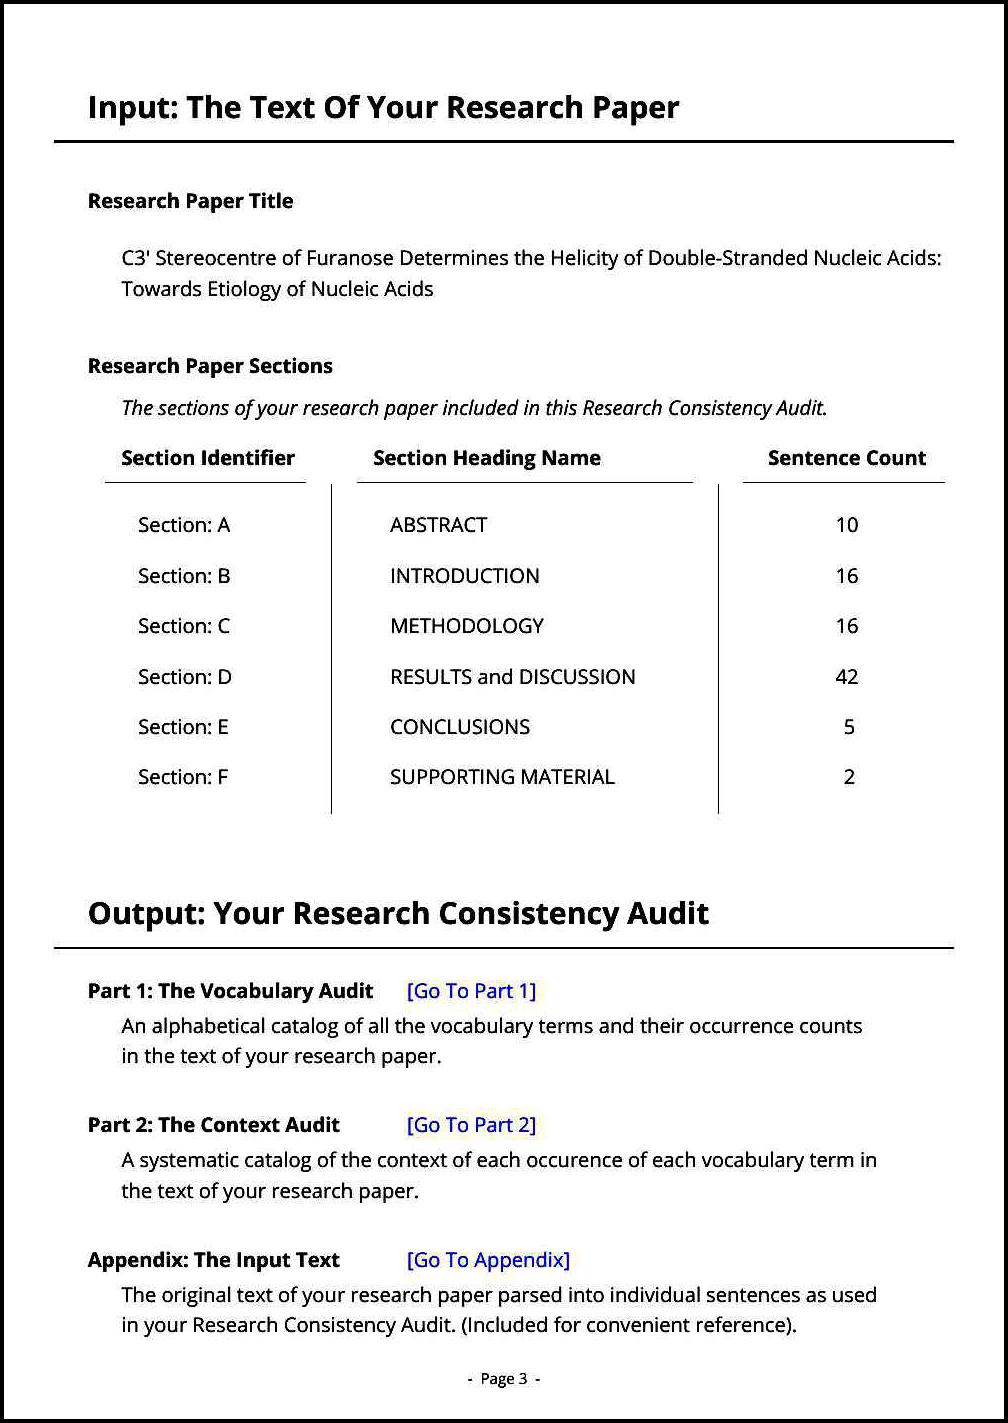 Input: The Text Of Your Research Paper
Research Paper Title
C3' Stereocentre of Furanose Determines the Helicity of Double-Stranded Nucleic Acids:
Towards Etiology of Nucleic Acids
Research Paper Sections
The sections of your research paper included in this Research Consistency Audit.
Section Identifier Section Heading Name Sentence Count
Section: A ABSTRACT 10
Section: B INTRODUCTION 16
Section: C METHODOLOGY 16
Section: D RESULTS and DISCUSSION 42
Section: E CONCLUSIONS 5
Section: F SUPPORTING MATERIAL 2
Output: Your Research Consistency Audit
Part 1: The Vocabulary Audit [Go To Part 1]
An alphabetical catalog of all the vocabulary terms and their occurrence counts
in the text of your research paper.
Part 2: The Context Audit [Go To Part 2]
A systematic catalog of the context of each occurence of each vocabulary term in
the text of your research paper.
Appendix: The Input Text [Go To Appendix]
The original text of your research paper parsed into individual sentences as used
in your Research Consistency Audit. (Included for convenient reference).
- Page 3 -